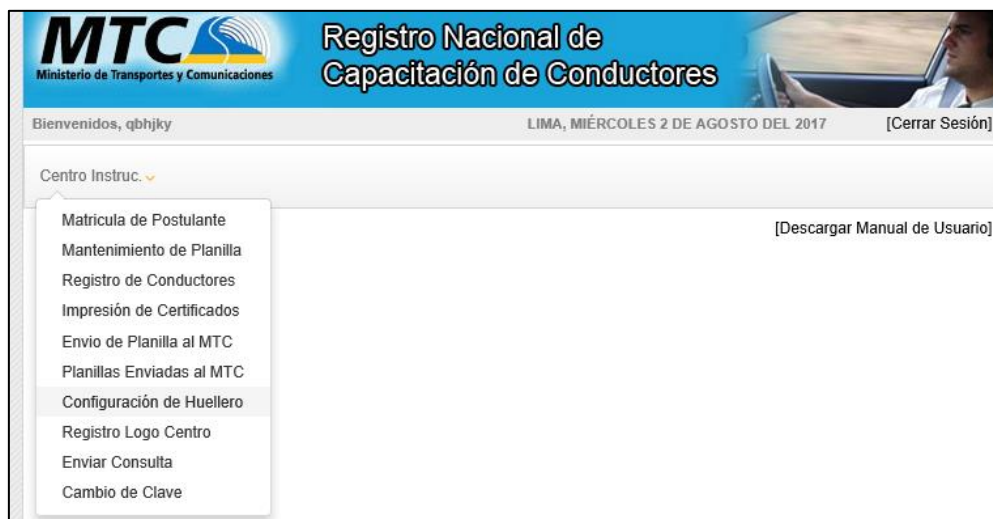 MTC
Ministerio de Transportes y Comunicaciones
Registro Nacional de
Capacitación de Conductores
Bienvenidos, qbhjky
LIMA, MIÉRCOLES 2 DE AGOSTO DEL 2017
[Cerrar Sesión]
Centro Instruc.
[Descargar Manual de Usuario]
Matricula de Postulante
Mantenimiento de Planilla
Registro de Conductores
Impresión de Certificados
Envio de Planilla al MTC
Planillas Enviadas al MTC
Configuración de Huellero
Registro Logo Centro
Enviar Consulta
Cambio de Clave